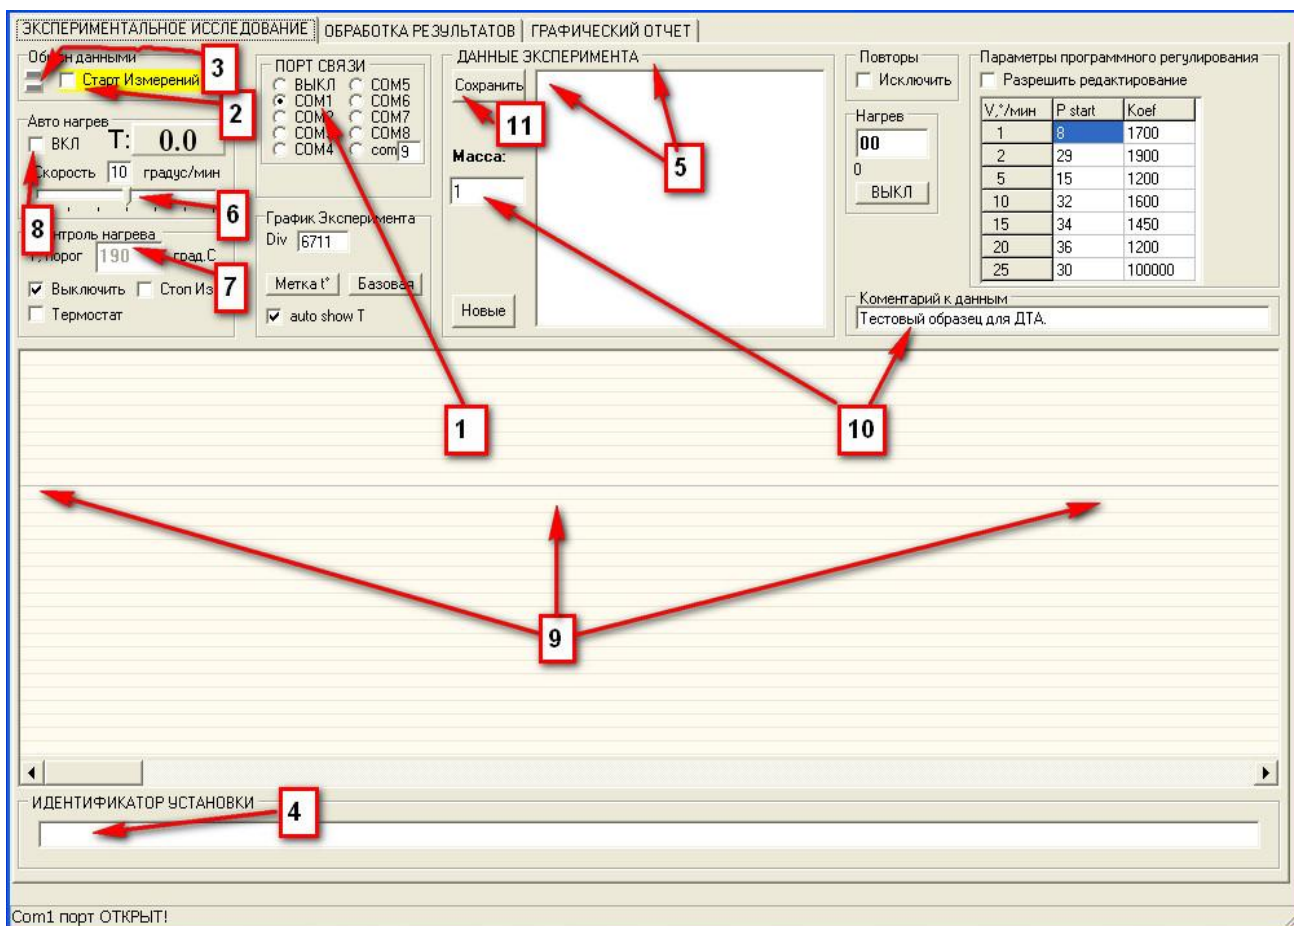 ЭКСПЕРИМЕНТАЛЬНОЕ ИССЛЕДОВАНИЕ ОБРАБОТКА РЕЗУЛЬТАТОВ ГРАФИЧЕСКИЙ ОТЧЕТ
данными
Старт Измерений
3
2
Авто нагрев
ВКЛ T: 0.0
Скорость 10 градус/мин
6
8
нагрева
порог 190 град.С
7
Выключить Стоп
Термостат
ПОРТ СВЯЗИ
ВЫКЛ COM5
COM1 COM6
COM7
COM8
COM4 com 9
График Эксперимента
Div 6711
Метка t° Базовая
auto show T
ДАННЫЕ ЭКСПЕРИМЕНТА
Сохранить
11
5
Масса:
1
Новые
Повторы
Исключить
Нагрев
00
0
ВЫКЛ
Параметры программного регулирования
Разрешить редактирование
V,°/мин P start Koef
1 8 1700
2 29 1900
5 15 1200
10 32 1600
15 34 1450
20 36 1200
25 30 100000
Коментарий к данным
Тестовый образец для ДТА.
1
10
9
ИДЕНТИФИКАТОР УСТАНОВКИ
4
Com1 порт ОТКРЫТ!